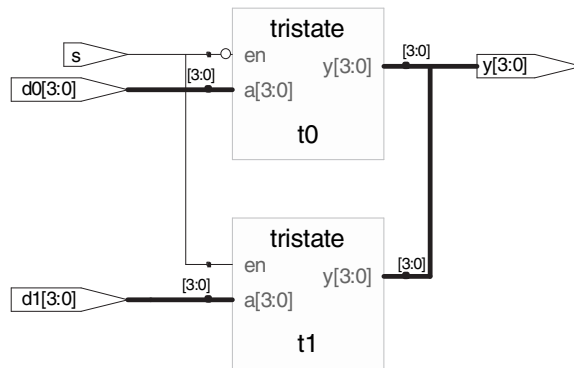 tristate
s
en
[3:0]
y[3:0]
[3:0]
y[3:0]
d0[3:0]
a[3:0]
t0
tristate
en
y[3:0]
[3:0]
[3:0]
d1[3:0]
a[3:0]
t1